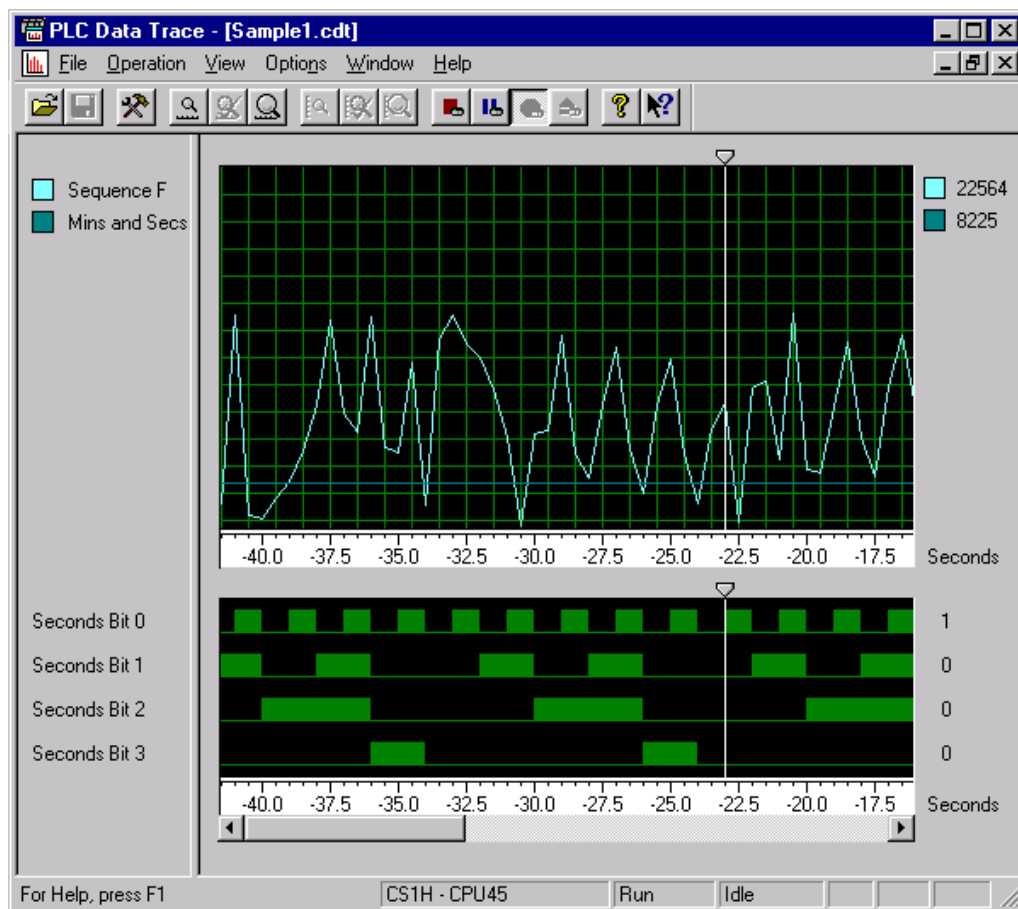 PLC Data Trace - [Sample1.cdt]
File Operation View Options Window Help
Sequence F
Mins and Secs
22564
8225
-40.0 -37.5 -35.0 -32.5 -30.0 -27.5 -25.0 -22.5 -20.0 -17.5 Seconds
Seconds Bit 0 1
Seconds Bit 1 0
Seconds Bit 2 0
Seconds Bit 3 0
-40.0 -37.5 -35.0 -32.5 -30.0 -27.5 -25.0 -22.5 -20.0 -17.5 Seconds
For Help, press F1 CS1H - CPU45 Run Idle